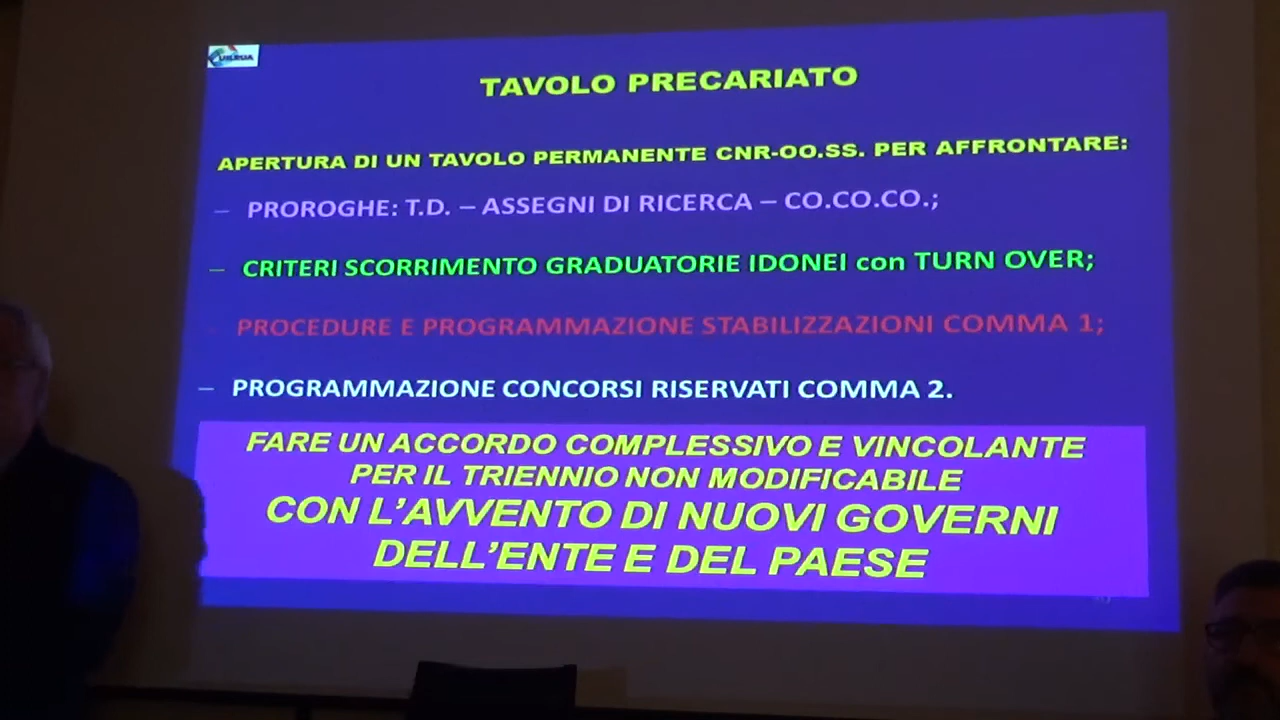 TAVOLO PRECARIATO
APERTURA DI UN TAVOLO PERMANENTE CNR-OO.SS. PER AFFRONTARE:
– PROROGHE: T.D. – ASSEGNI DI RICERCA – CO.CO.CO.;
– CRITERI SCORRIMENTO GRADUATORIE IDONEI con TURN OVER;
- PROCEDURE E PROGRAMMAZIONE STABILIZZAZIONI COMMA 1;
– PROGRAMMAZIONE CONCORSI RISERVATI COMMA 2.
FARE UN ACCORDO COMPLESSIVO E VINCOLANTE
PER IL TRIENNIO NON MODIFICABILE
CON L'AVVENTO DI NUOVI GOVERNI
DELL'ENTE E DEL PAESE